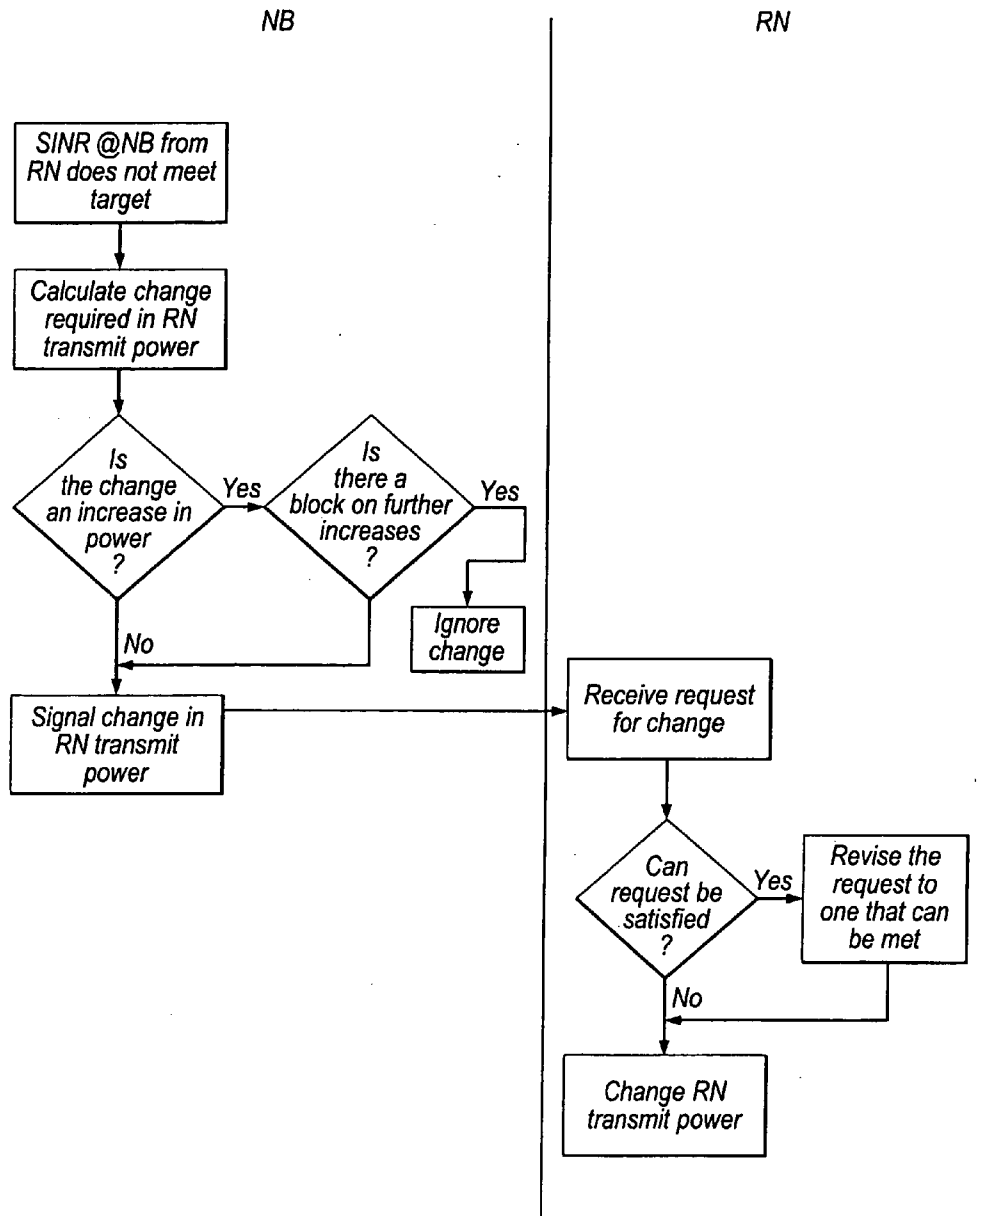 NB
RN
SINR @NB from
RN does not meet
target
Calculate change
required in RN
transmit power
Is
the change
an increase in
power
?
Yes
Is
there a
block on further
increases
?
Yes
Ignore
change
No
Signal change in
RN transmit
power
Receive request
for change
Can
request be
satisfied
?
Yes
Revise the
request to
one that can
be met
No
Change RN
transmit power